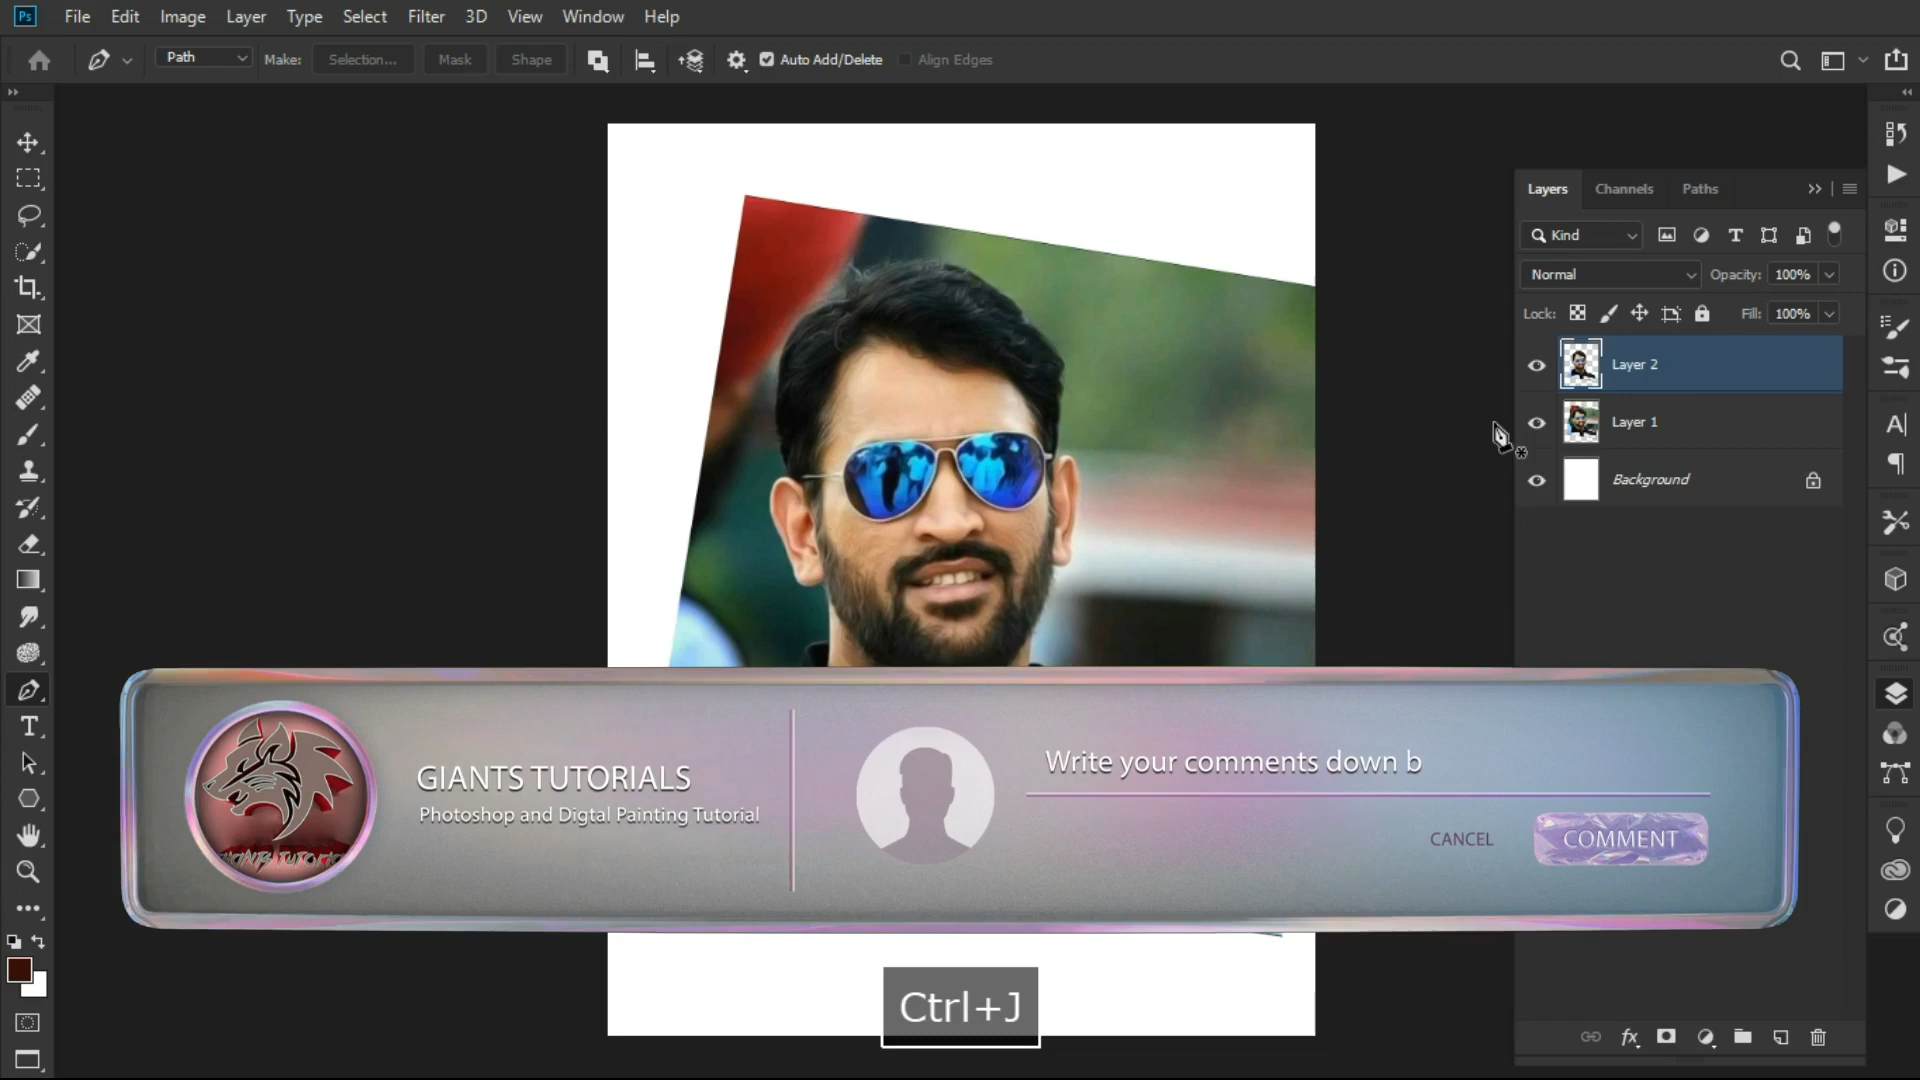 Ps File Edit Image Layer Type Select Filter 3D View Window Help
Path Make: Selection... Mask Shape Auto Add/Delete Align Edges
Layers Channels Paths
Kind
Normal Opacity: 100%
Lock: Fill: 100%
Layer 2
Layer 1
Background
GIANTS TUTORIALS
Photoshop and Digtal Painting Tutorial
Write your comments down b
CANCEL COMMENT
Ctrl+J